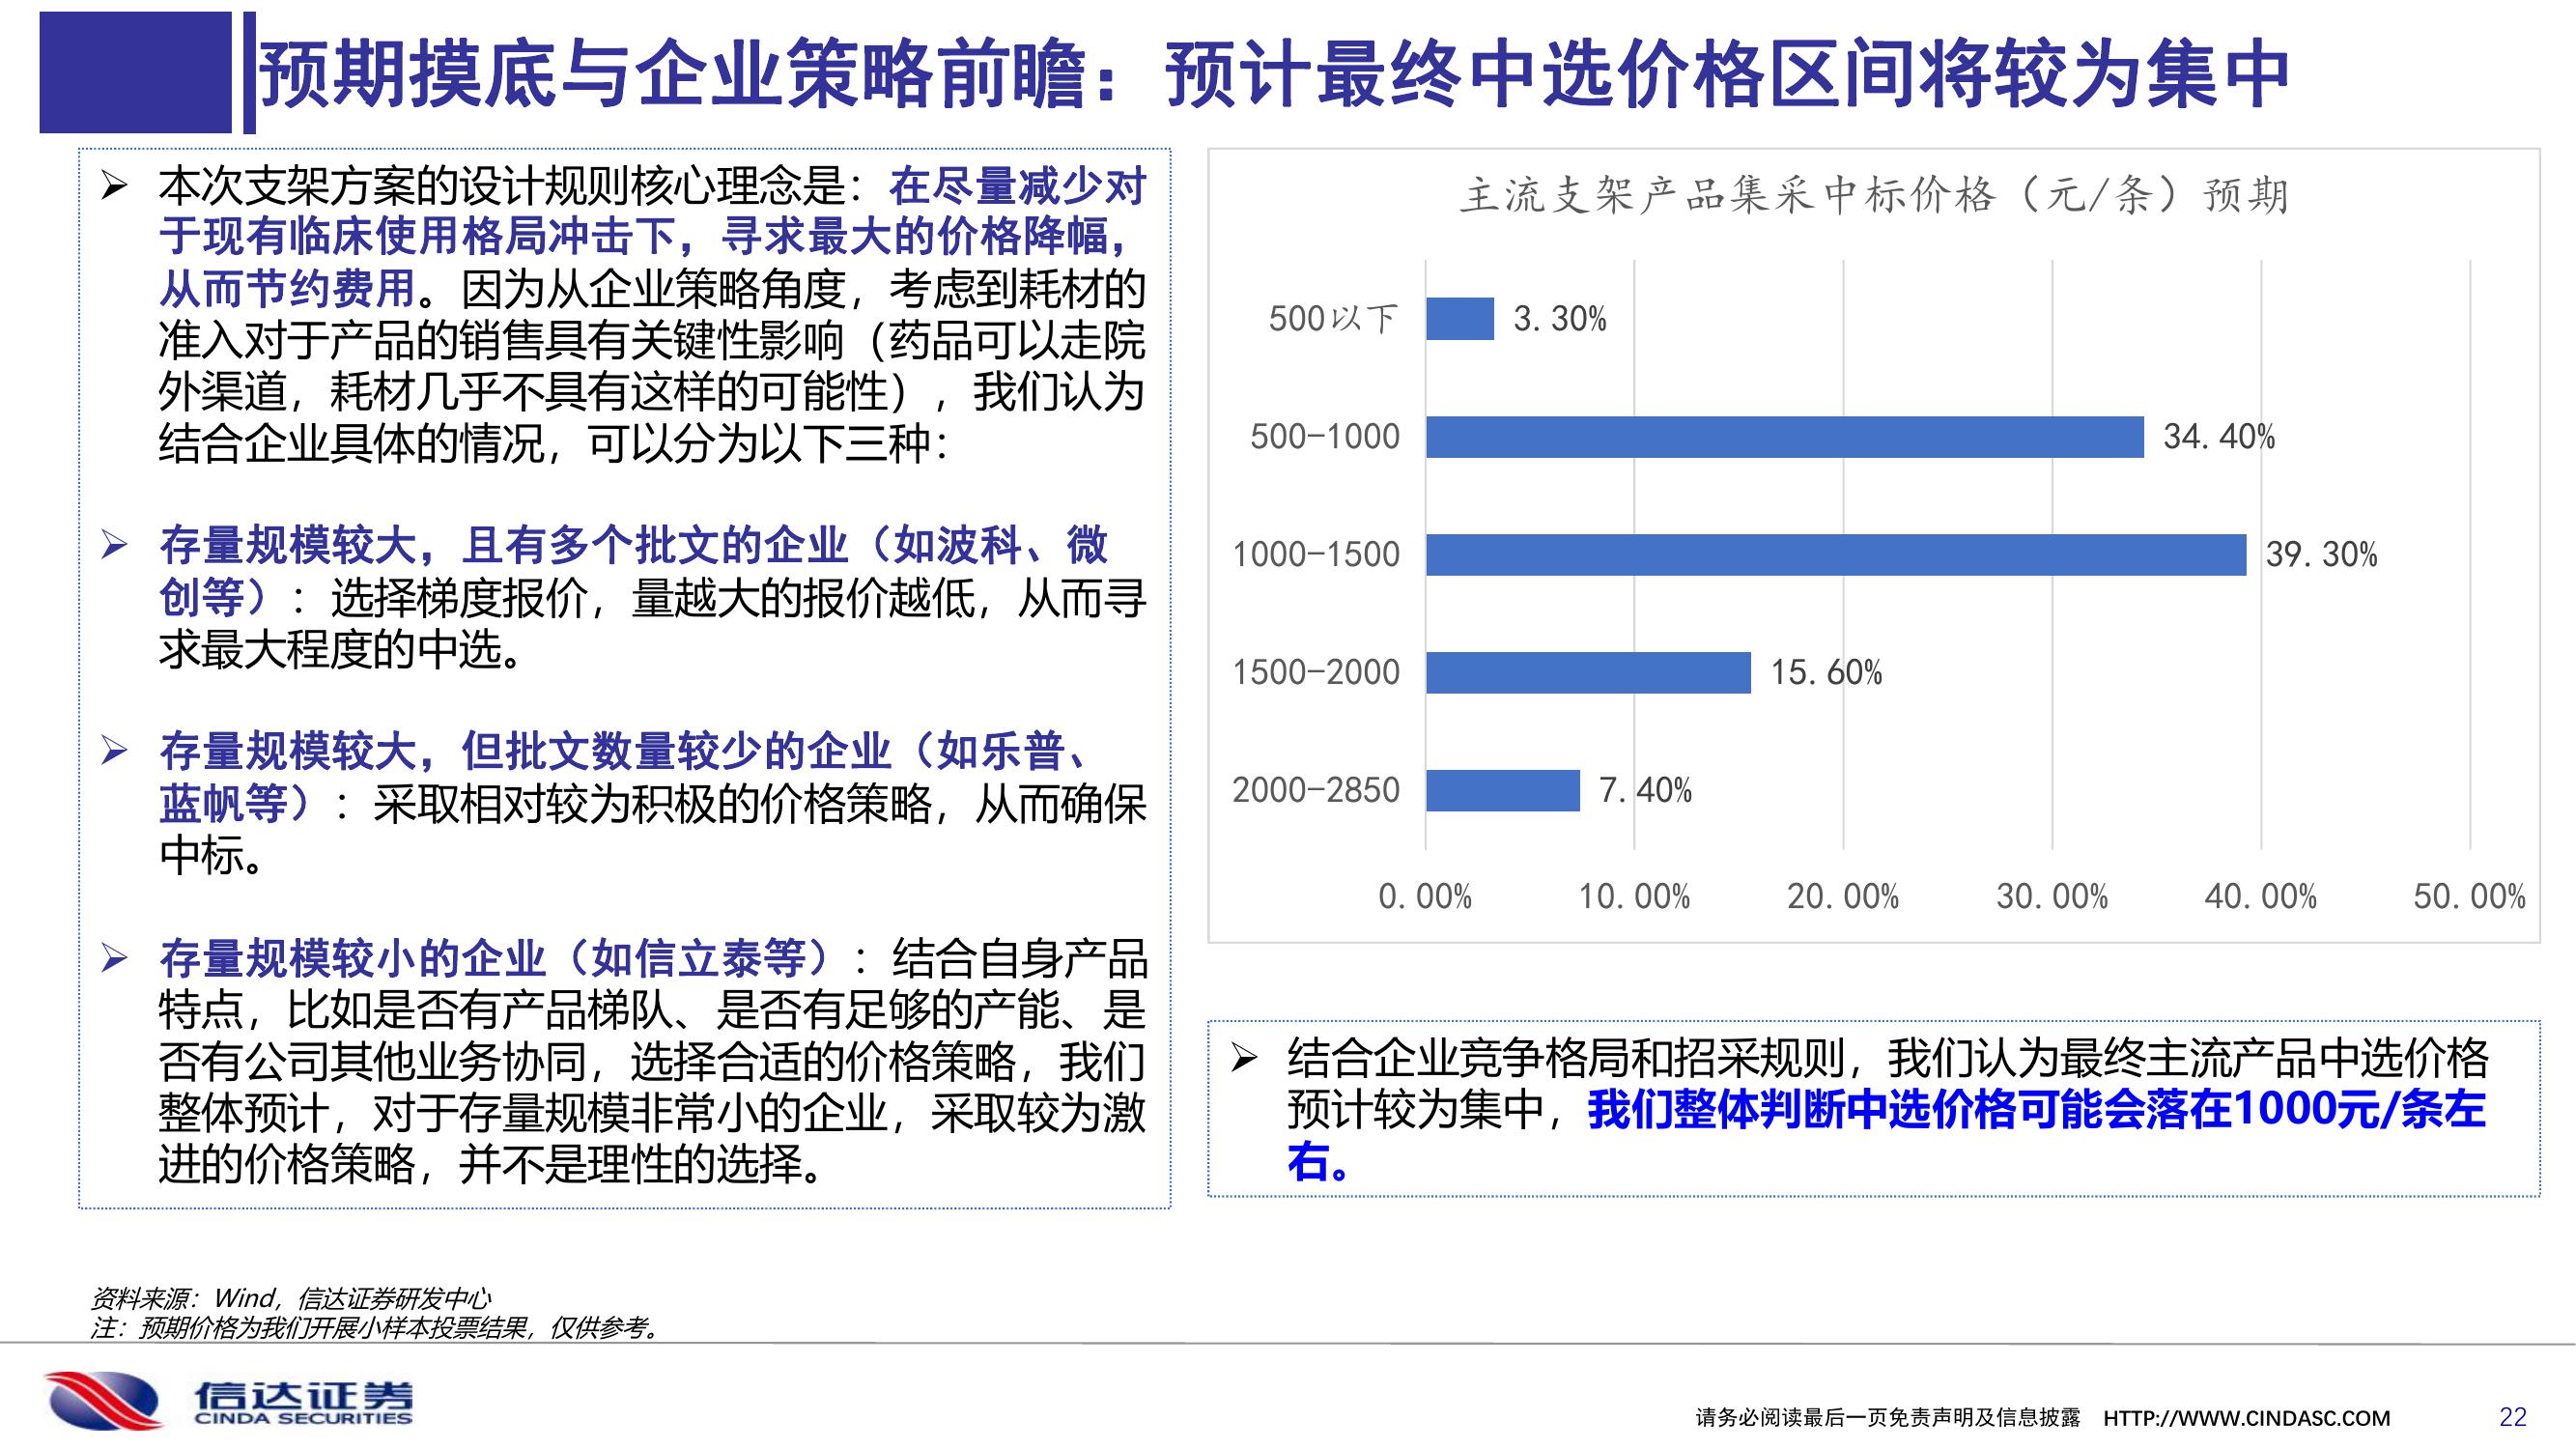 预期摸底与企业策略前瞻：预计最终中选价格区间将较为集中
➢ 本次支架方案的设计规则核心理念是：在尽量减少对
于现有临床使用格局冲击下，寻求最大的价格降幅，
从而节约费用。因为从企业策略角度，考虑到耗材的
准入对于产品的销售具有关键性影响（药品可以走院
外渠道，耗材几乎不具有这样的可能性），我们认为
结合企业具体的情况，可以分为以下三种：
➢ 存量规模较大，且有多个批文的企业（如波科、微
创等）：选择梯度报价，量越大的报价越低，从而寻
求最大程度的中选。
➢ 存量规模较大，但批文数量较少的企业（如乐普、
蓝帆等）：采取相对较为积极的价格策略，从而确保
中标。
➢ 存量规模较小的企业（如信立泰等）：结合自身产品
特点，比如是否有产品梯队、是否有足够的产能、是
否有公司其他业务协同，选择合适的价格策略，我们
整体预计，对于存量规模非常小的企业，采取较为激
进的价格策略，并不是理性的选择。
主流支架产品集采中标价格（元/条）预期
500以下 3.30%
500-1000 34.40%
1000-1500 39.30%
1500-2000 15.60%
2000-2850 7.40%
0.00% 10.00% 20.00% 30.00% 40.00% 50.00%
➢ 结合企业竞争格局和招采规则，我们认为最终主流产品中选价格
预计较为集中，我们整体判断中选价格可能会落在1000元/条左
右。
资料来源：Wind，信达证券研发中心
注：预期价格为我们开展小样本投票结果，仅供参考。
信达证券
CINDA SECURITIES
请务必阅读最后一页免责声明及信息披露 HTTP://WWW.CINDASC.COM 22